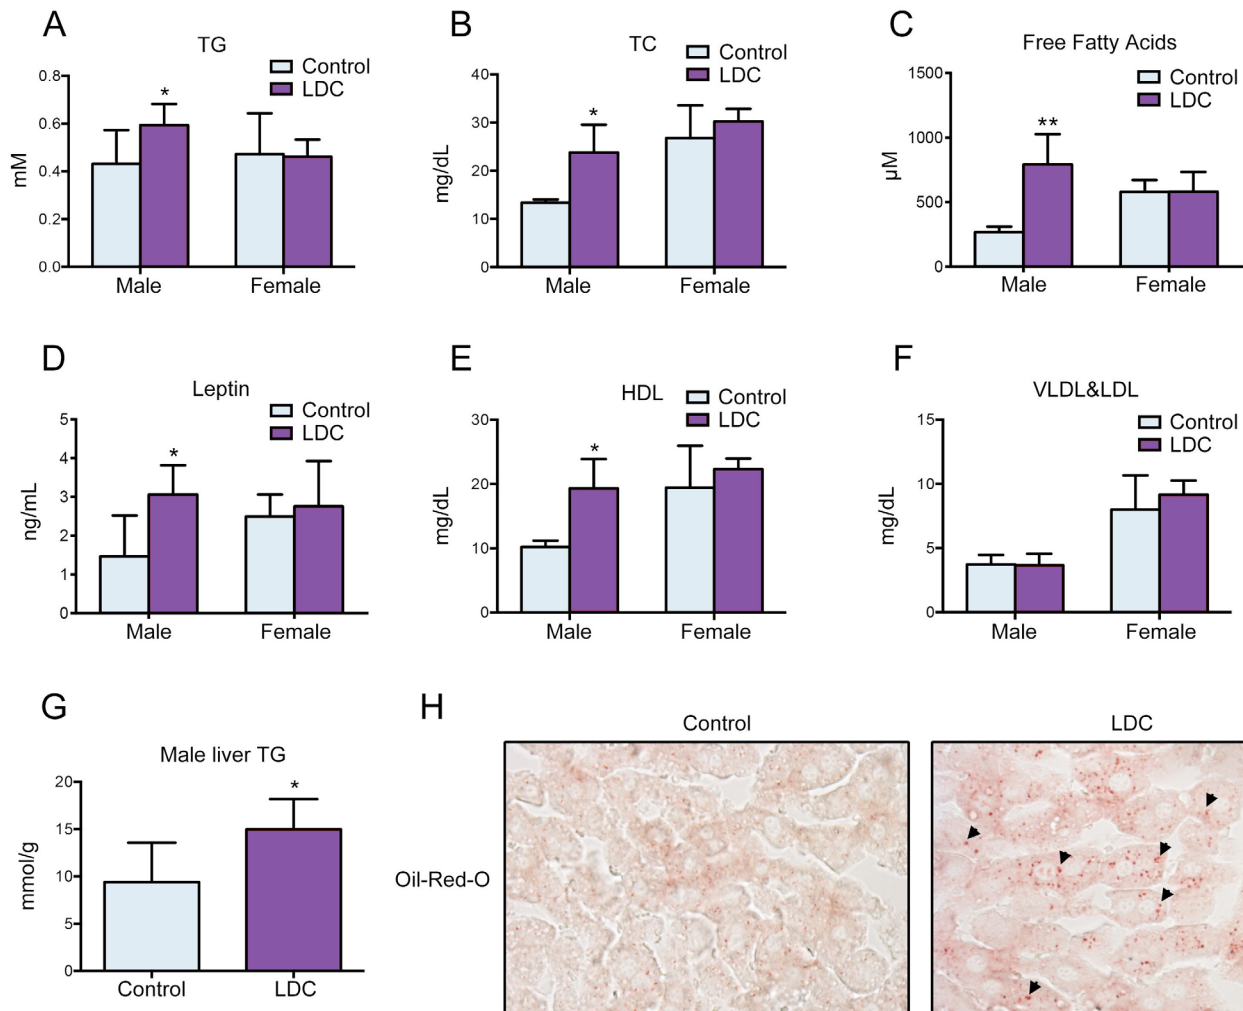 A
TG
Control
LDC
mM
0.8
0.6
0.4
0.2
0.0
*
Male
Female
B
TC
Control
LDC
mg/dL
40
30
20
10
0
*
Male
Female
C
Free Fatty Acids
Control
LDC
µM
1500
1000
500
0
**
Male
Female
D
Leptin
Control
LDC
ng/mL
5
4
3
2
1
0
*
Male
Female
E
HDL
Control
LDC
mg/dL
30
20
10
0
*
Male
Female
F
VLDL&LDL
Control
LDC
mg/dL
15
10
5
0
Male
Female
G
Male liver TG
mmol/g
20
15
10
5
0
*
Control
LDC
H
Control
LDC
Oil-Red-O